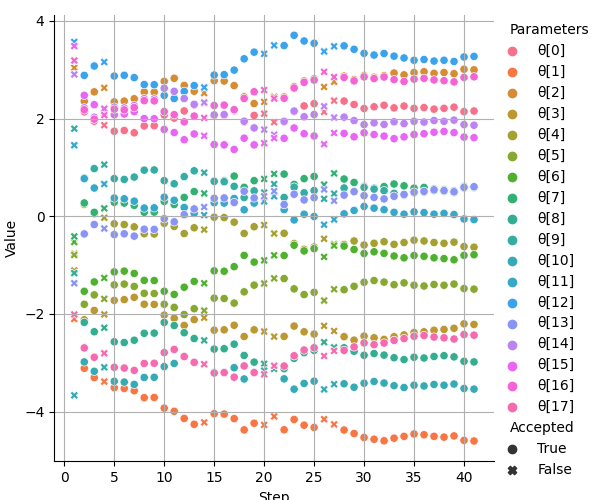 Parameters
θ[0]
θ[1]
θ[2]
θ[3]
θ[4]
θ[5]
θ[6]
θ[7]
θ[8]
θ[9]
θ[10]
θ[11]
θ[12]
θ[13]
θ[14]
θ[15]
θ[16]
θ[17]
Accepted
True
False
Value
4
2
0
−2
−4
0 5 10 15 20 25 30 35 40
Step